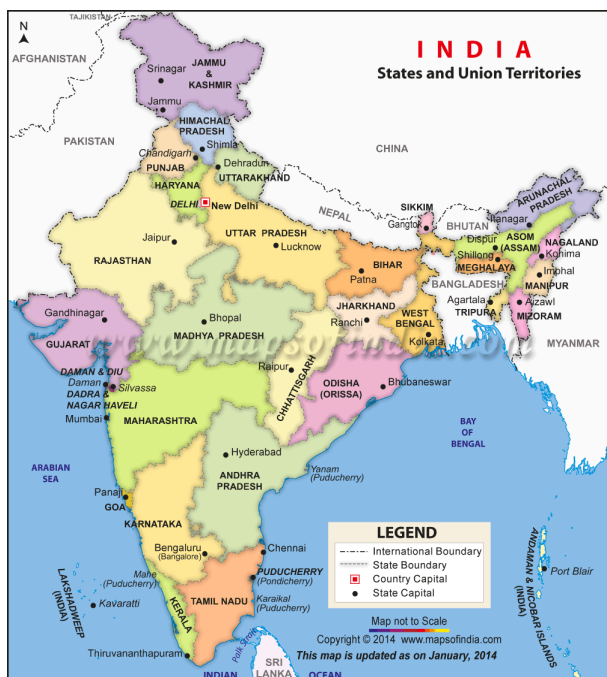 TAJIKISTAN
N
INDIA
States and Union Territories
AFGHANISTAN
JAMMU
&
KASHMIR
Srinagar
Jammu
HIMACHAL
PRADESH
Shimla
PAKISTAN
CHINA
Chandigarh
PUNJAB
Dehradun
UTTARAKHAND
HARYANA
DELHI
New Delhi
NEPAL
SIKKIM
Gangtok
BHUTAN
ARUNACHAL
PRADESH
Itanagar
ASOM
(ASSAM)
Dispur
NAGALAND
Kohima
Shillong
MEGHALAYA
Imphal
MANIPUR
BANGLADESH
Agartala
TRIPURA
Aizawl
MIZORAM
MYANMAR
Jaipur
RAJASTHAN
UTTAR PRADESH
Lucknow
BIHAR
Patna
JHARKHAND
Ranchi
WEST
BENGAL
Kolkata
Gandhinagar
GUJARAT
Bhopal
MADHYA PRADESH
www.mapsofindia.com
Raipur
CHHATTISGARH
ODISHA
(ORISSA)
Bhubaneswar
DAMAN & DIU
Daman
Silvassa
DADRA &
NAGAR HAVELI
Mumbai
MAHARASHTRA
ARABIAN
SEA
BAY
OF
BENGAL
Hyderabad
ANDHRA
PRADESH
Yanam
(Puducherry)
Panaji
GOA
KARNATAKA
Bengaluru
(Bangalore)
Chennai
Mahe
(Puducherry)
PUDUCHERRY
(Pondicherry)
Karaikal
(Puducherry)
TAMIL NADU
KERALA
Thiruvananthapuram
LAKSHADWEEP
(INDIA)
Kavaratti
Palk Strait
SRI
LANKA
INDIAN OCEAN
ANDAMAN & NICOBAR ISLANDS
(INDIA)
Port Blair
LEGEND
International Boundary
State Boundary
Country Capital
State Capital
Map not to Scale
Copyright © 2014 www.mapsofindia.com
This map is updated as on January, 2014